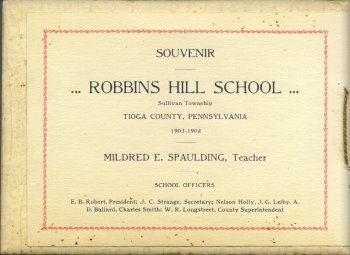 SOUVENIR
... ROBBINS HILL SCHOOL ...
Sullivan Township
TIOGA COUNTY, PENNSYLVANIA
1903-1904
MILDRED E. SPAULDING, Teacher
SCHOOL OFFICERS
E. B. Robert, President; J. C. Strange, Secretary; Nelson Holly, J. G. Leiby, A.
D. Ballard, Charles Smith; W. R. Longstreet, County Superintendent